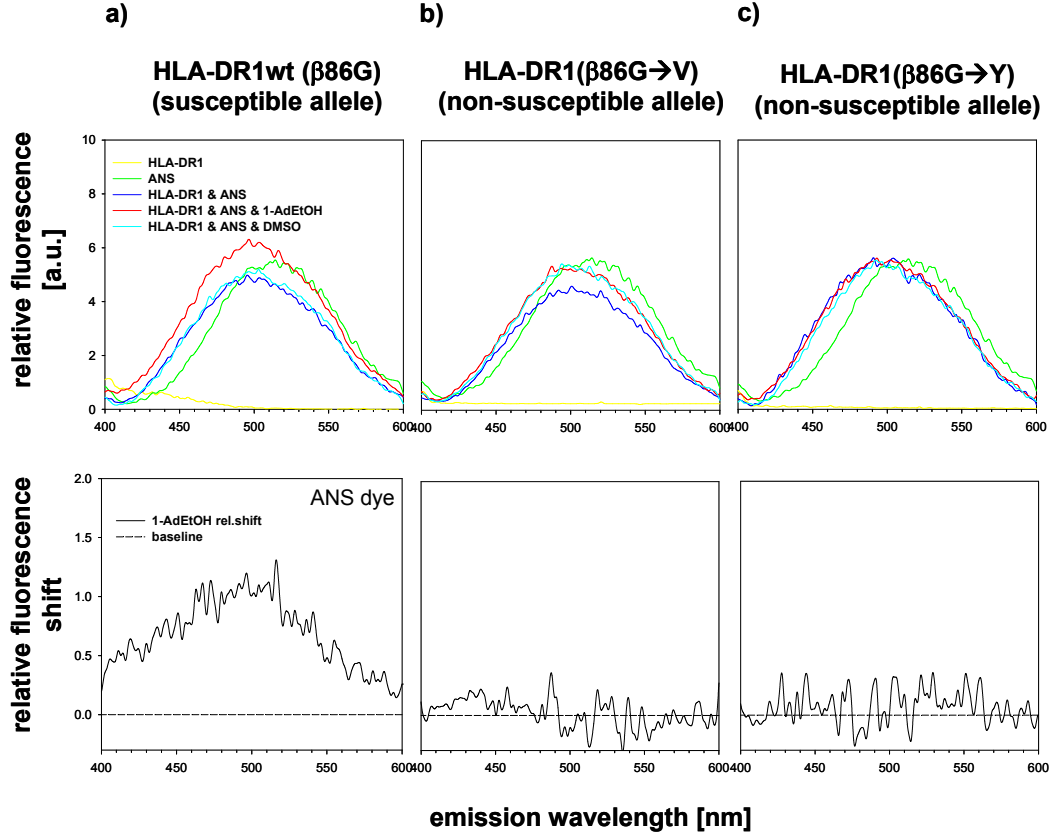 a)
b)
c)
HLA-DR1wt (β86G)
(susceptible allele)
HLA-DR1(β86G→V)
(non-susceptible allele)
HLA-DR1(β86G→Y)
(non-susceptible allele)
relative fluorescence
[a.u.]
10
8
6
4
2
0
HLA-DR1
ANS
HLA-DR1 & ANS
HLA-DR1 & ANS & 1-AdEtOH
HLA-DR1 & ANS & DMSO
400 450 500 550 600
400 450 500 550 600
400 450 500 550 600
relative fluorescence
shift
2.0
1.5
1.0
0.5
0.0
ANS dye
1-AdEtOH rel.shift
baseline
400 450 500 550 600
400 450 500 550 600
400 450 500 550 600
emission wavelength [nm]